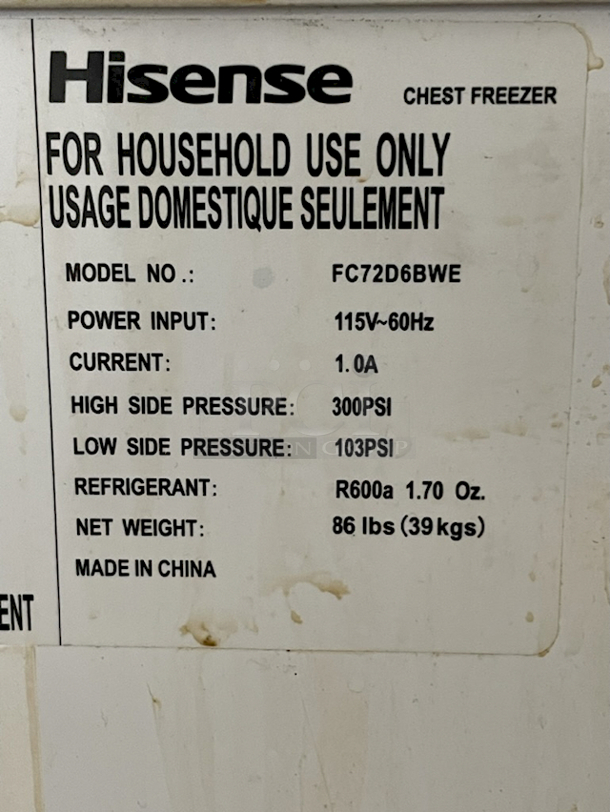 Hisense CHEST FREEZER
FOR HOUSEHOLD USE ONLY
USAGE DOMESTIQUE SEULEMENT
MODEL NO.: FC72D6BWE
POWER INPUT: 115V~60Hz
CURRENT: 1.0A
HIGH SIDE PRESSURE: 300PSI
LOW SIDE PRESSURE: 103PSI
REFRIGERANT: R600a 1.70 Oz.
NET WEIGHT: 86 lbs (39kgs)
MADE IN CHINA
ENT